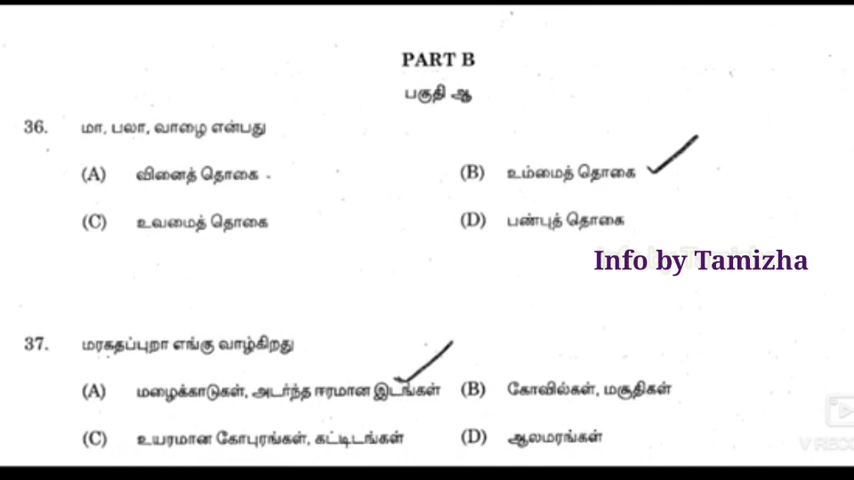 PART B
பகுதி ஆ
36. மா, பலா, வாழை என்பது
(A) வினைத் தொகை (B) உம்மைத் தொகை
(C) உவமைத் தொகை (D) பண்புத் தொகை
Info by Tamizha
37. மரகதப்புறா எங்கு வாழ்கிறது
(A) மழைக்காடுகள், அடர்ந்த ஈரமான இடங்கள் (B) கோவில்கள், மசூதிகள்
(C) உயரமான கோபுரங்கள், கட்டிடங்கள் (D) ஆலமரங்கள்